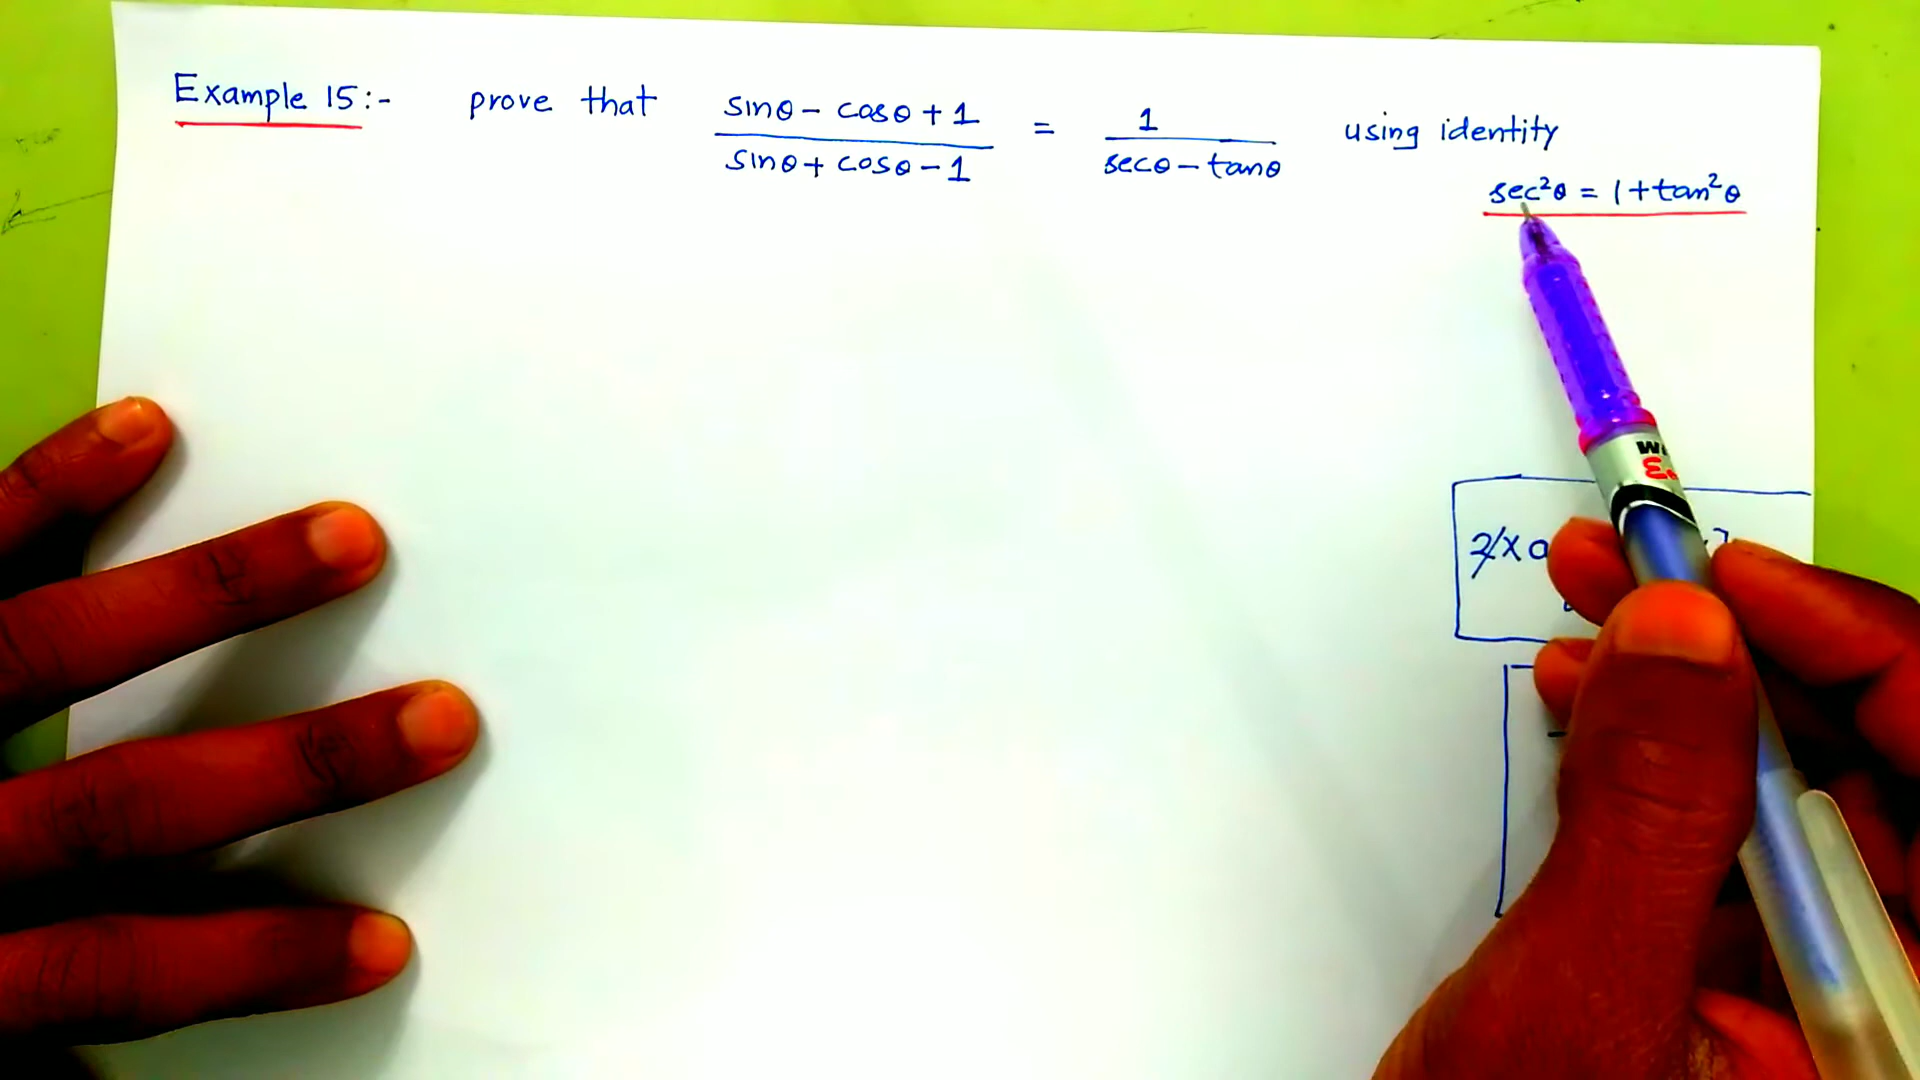 Example 15:- prove that sinθ - cosθ + 1 / sinθ + cosθ - 1 = 1 / secθ - tanθ using identity
sec²θ = 1 + tan²θ